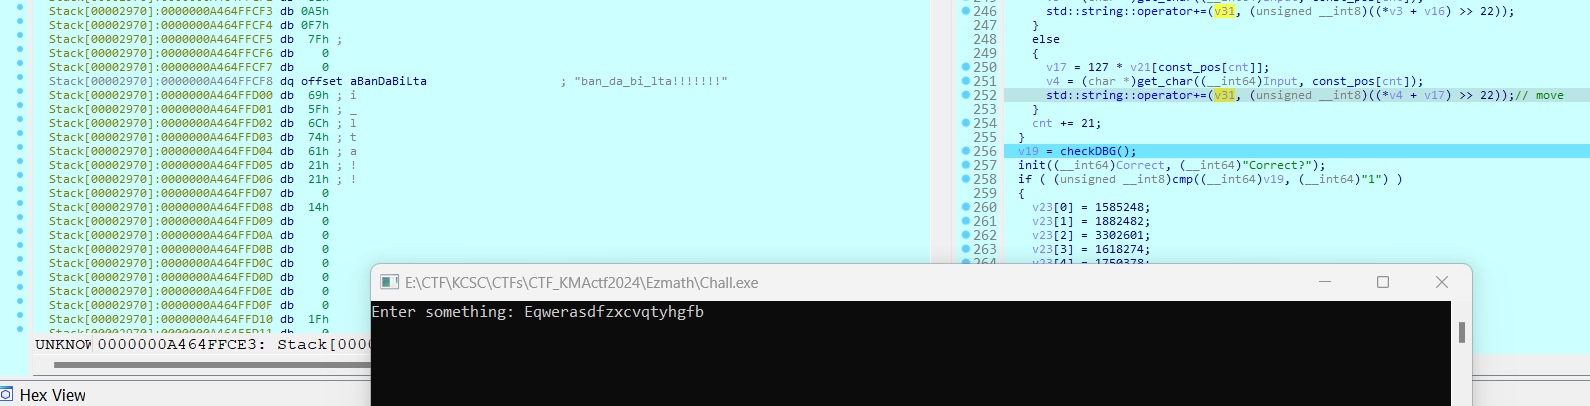 Stack[00002970]:0000000A464FFCF3 db 0A5h
Stack[00002970]:0000000A464FFCF4 db 0F7h
Stack[00002970]:0000000A464FFCF5 db 7Fh ;
Stack[00002970]:0000000A464FFCF6 db 0
Stack[00002970]:0000000A464FFCF7 db 0
Stack[00002970]:0000000A464FFCF8 dq offset aBanDaBiLta ; "ban_da_bi_lta!!!!!!!"
Stack[00002970]:0000000A464FFD00 db 69h ; i
Stack[00002970]:0000000A464FFD01 db 5Fh ; _
Stack[00002970]:0000000A464FFD02 db 6Ch ; l
Stack[00002970]:0000000A464FFD03 db 74h ; t
Stack[00002970]:0000000A464FFD04 db 61h ; a
Stack[00002970]:0000000A464FFD05 db 21h ; !
Stack[00002970]:0000000A464FFD06 db 21h ; !
Stack[00002970]:0000000A464FFD07 db 0
Stack[00002970]:0000000A464FFD08 db 14h
Stack[00002970]:0000000A464FFD09 db 0
Stack[00002970]:0000000A464FFD0A db 0
Stack[00002970]:0000000A464FFD0B db 0
Stack[00002970]:0000000A464FFD0C db 0
Stack[00002970]:0000000A464FFD0D db 0
Stack[00002970]:0000000A464FFD0E db 0
Stack[00002970]:0000000A464FFD0F db 0
Stack[00002970]:0000000A464FFD10 db 1Fh
Stack[00002970]:0000000A464FFD11 db 0
UNKNOW 0000000A464FFCE3: Stack[0000
Hex View
246 std::string::operator+=(v31, (unsigned __int8)((*v3 + v16) >> 22));
247 }
248 else
249 {
250 v17 = 127 * v21[const_pos[cnt]];
251 v4 = (char *)get_char((__int64)Input, const_pos[cnt]);
252 std::string::operator+=(v31, (unsigned __int8)((*v4 + v17) >> 22));// move
253 }
254 cnt += 21;
255 }
256 v19 = checkDBG();
257 init((__int64)Correct, (__int64)"Correct?");
258 if ( (unsigned __int8)cmp((__int64)v19, (__int64)"1") )
259 {
260 v23[0] = 1585248;
261 v23[1] = 1882482;
262 v23[2] = 3302601;
263 v23[3] = 1618274;
264 v23[4] = 1750378;
E:\CTF\KCSC\CTFs\CTF_KMActf2024\Ezmath\Chall.exe
Enter something: Eqwerasdfzxcvqtyhgfb